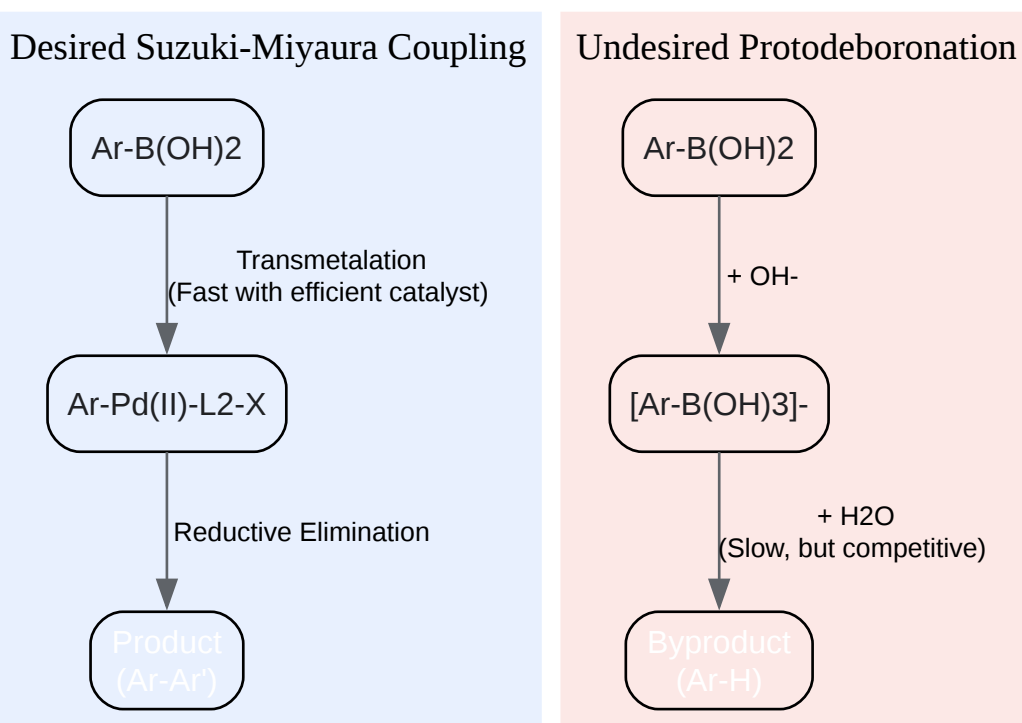 Desired Suzuki-Miyaura Coupling
Ar-B(OH)2
Transmetalation
(Fast with efficient catalyst)
Ar-Pd(II)-L2-X
Reductive Elimination
Product
(Ar-Ar')
Undesired Protodeboronation
Ar-B(OH)2
+ OH-
[Ar-B(OH)3]-
+ H2O
(Slow, but competitive)
Byproduct
(Ar-H)